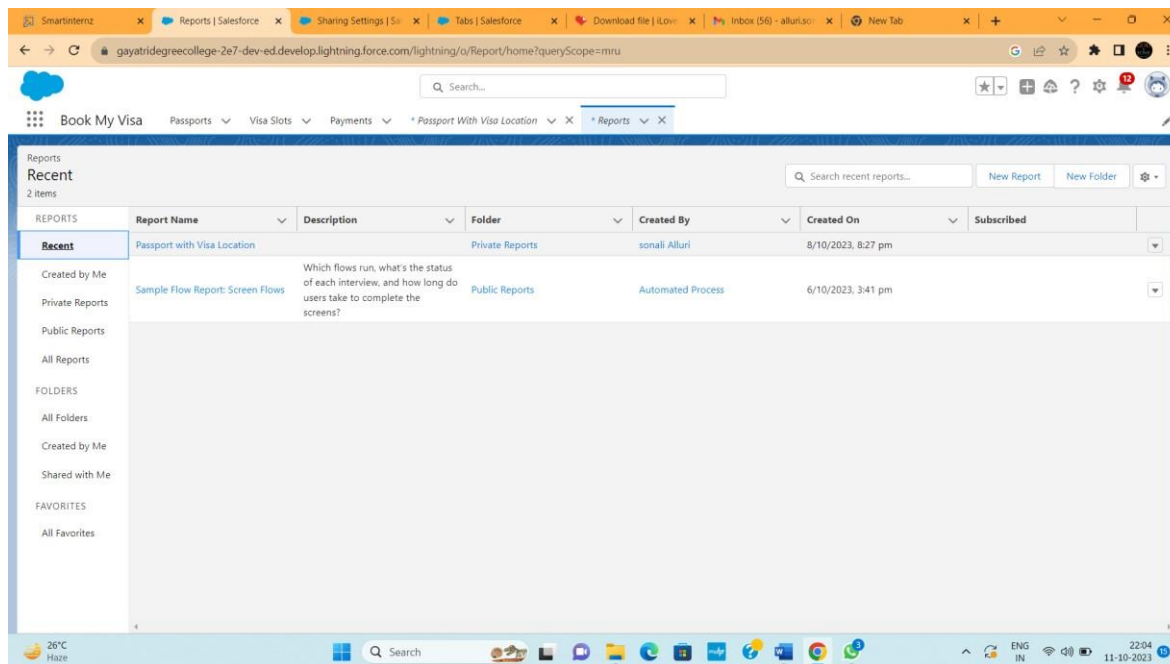 Smartinternz
Reports | Salesforce
Sharing Settings | Sa
Tabs | Salesforce
Download file | iLove
Inbox (56) - alluri.so
New Tab
gayatridegreecollege-2e7-dev-ed.develop.lightning.force.com/lightning/o/Report/home?queryScope=mru
Search...
12
Book My Visa
Passports
Visa Slots
Payments
* Passport With Visa Location
* Reports
Reports
Recent
2 items
Search recent reports...
New Report
New Folder
REPORTS
Report Name
Description
Folder
Created By
Created On
Subscribed
Recent
Passport with Visa Location
Private Reports
sonali Alluri
8/10/2023, 8:27 pm
Created by Me
Private Reports
Public Reports
All Reports
Sample Flow Report: Screen Flows
Which flows run, what's the status
of each interview, and how long do
users take to complete the
screens?
Public Reports
Automated Process
6/10/2023, 3:41 pm
FOLDERS
All Folders
Created by Me
Shared with Me
FAVORITES
All Favorites
26°C
Haze
Search
3
ENG
IN
22:04
11-10-2023
15